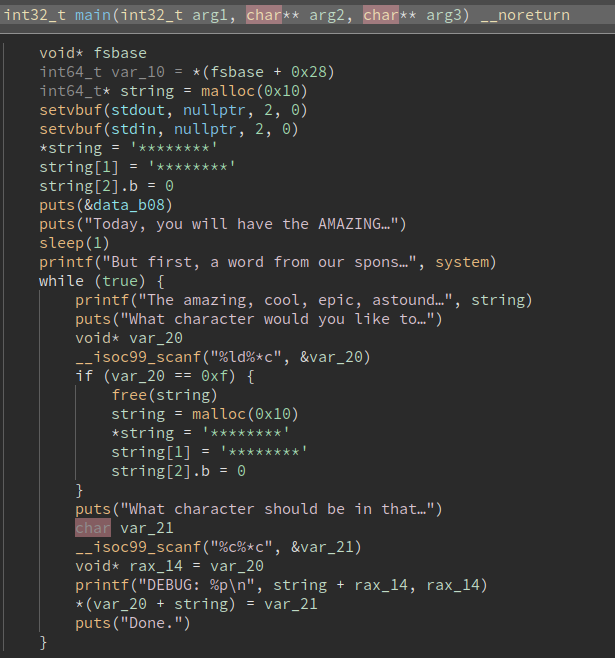 int32_t main(int32_t arg1, char** arg2, char** arg3) __noreturn
void* fsbase
int64_t var_10 = *(fsbase + 0x28)
int64_t* string = malloc(0x10)
setvbuf(stdout, nullptr, 2, 0)
setvbuf(stdin, nullptr, 2, 0)
*string = '********'
string[1] = '********'
string[2].b = 0
puts(&data_b08)
puts("Today, you will have the AMAZING…")
sleep(1)
printf("But first, a word from our spons…", system)
while (true) {
printf("The amazing, cool, epic, astound…", string)
puts("What character would you like to…")
void* var_20
__isoc99_scanf("%ld%*c", &var_20)
if (var_20 == 0xf) {
free(string)
string = malloc(0x10)
*string = '********'
string[1] = '********'
string[2].b = 0
}
puts("What character should be in that…")
char var_21
__isoc99_scanf("%c%*c", &var_21)
void* rax_14 = var_20
printf("DEBUG: %p\n", string + rax_14, rax_14)
*(var_20 + string) = var_21
puts("Done.")
}